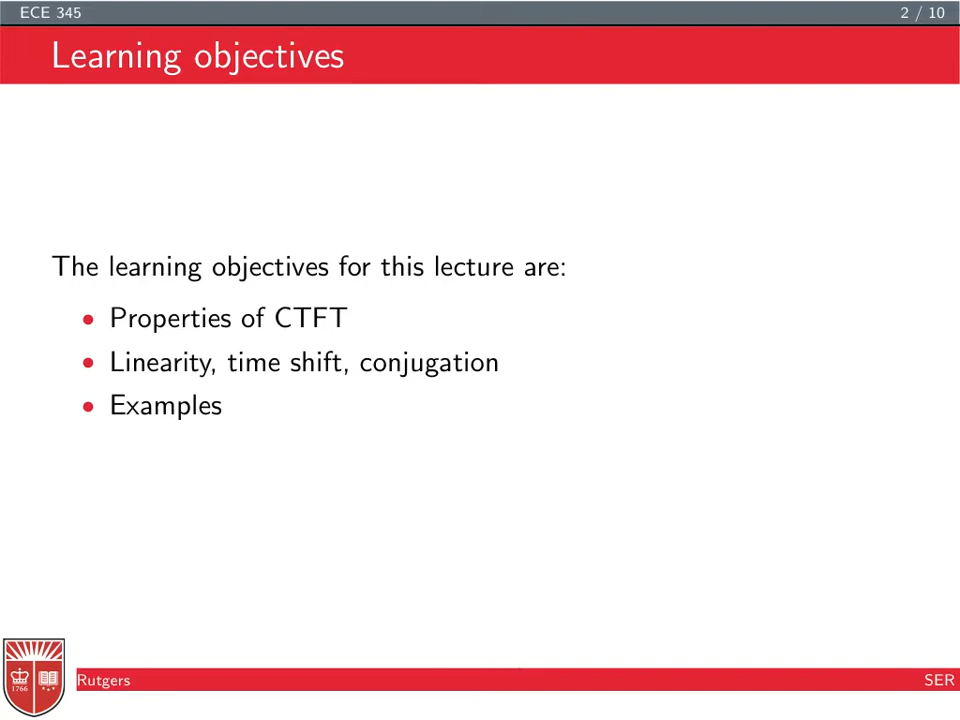 ECE 345 2 / 10
Learning objectives
The learning objectives for this lecture are:
• Properties of CTFT
• Linearity, time shift, conjugation
• Examples
1766
Rutgers SER